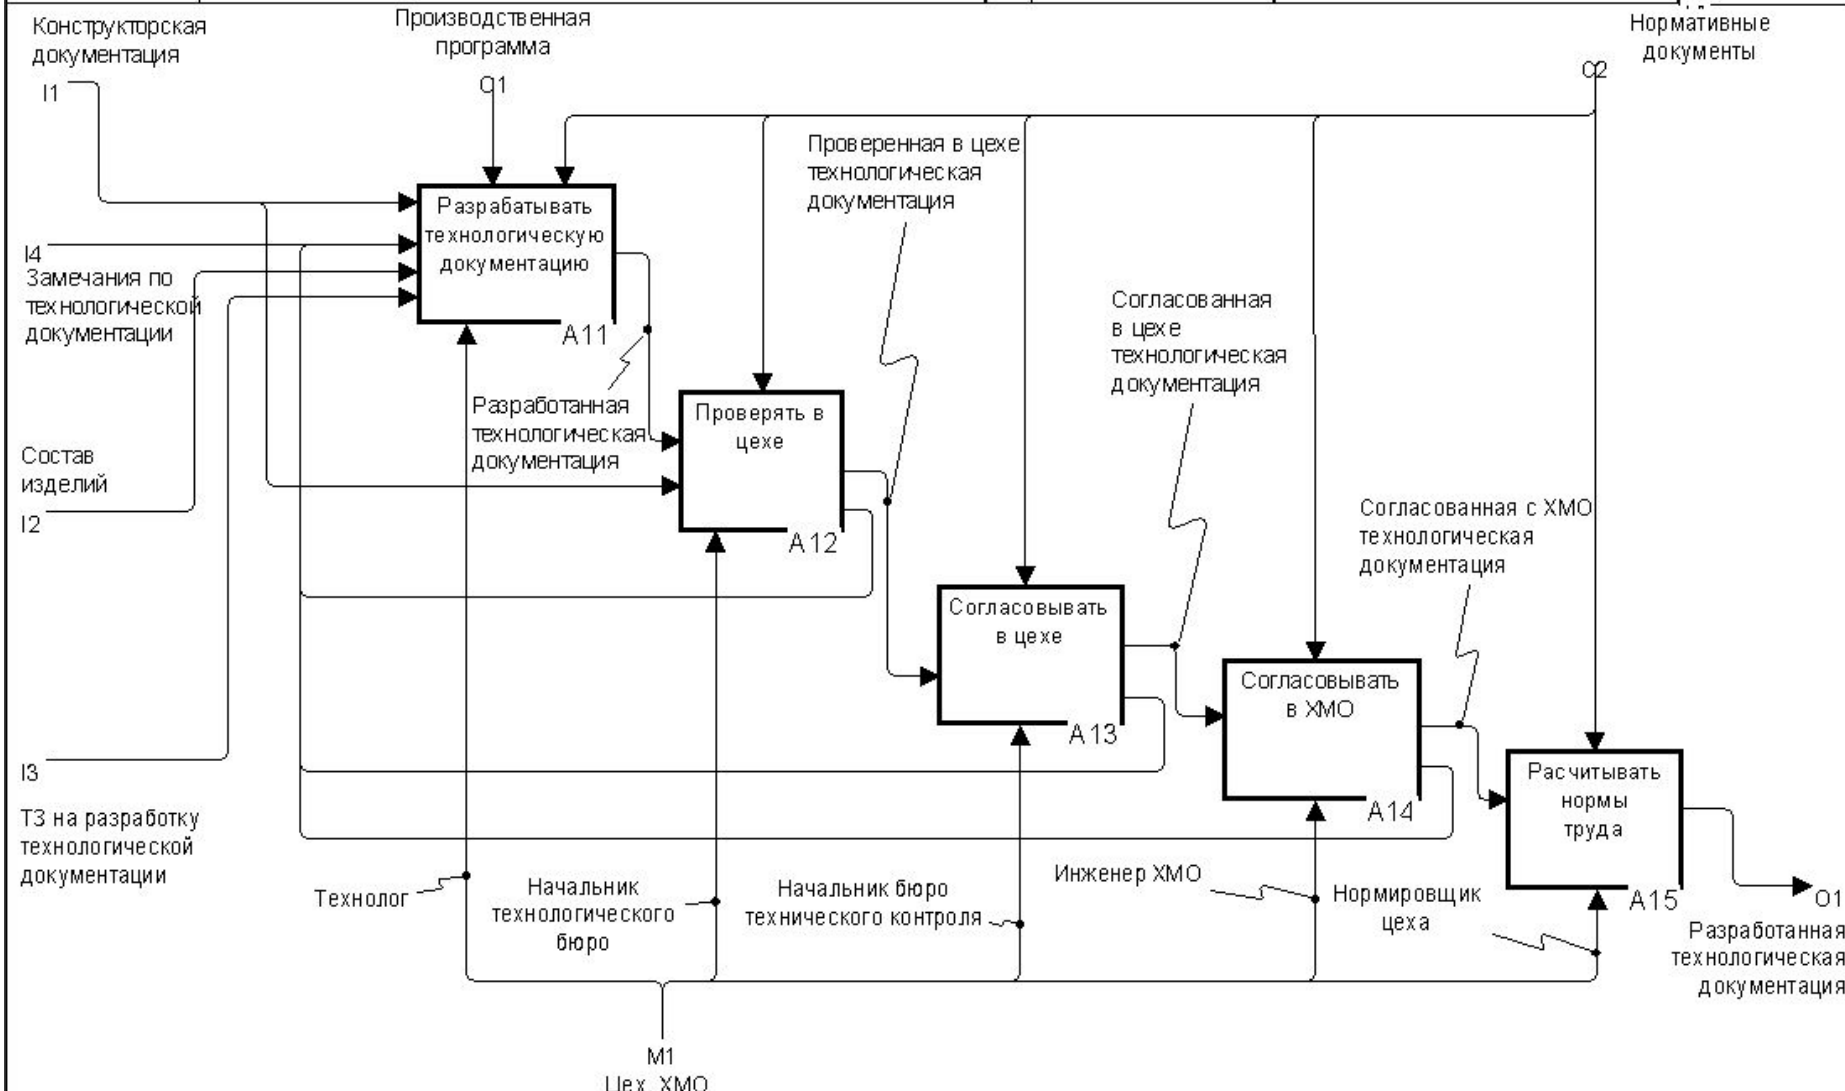 Конструкторская
документация
I1
Производственная
программа
C1
Нормативные
документы
C2
I4
Замечания по
технологической
документации
Разрабатывать
технологическую
документацию
A11
Проверенная в цехе
технологическая
документация
Согласованная
в цехе
технологическая
документация
Разработанная
технологическая
документация
Проверять в
цехе
A12
Состав
изделий
I2
Согласованная с ХМО
технологическая
документация
Согласовывать
в цехе
A13
Согласовывать
в ХМО
A14
I3
ТЗ на разработку
технологической
документации
Расчитывать
нормы
труда
A15
Технолог
Начальник
технологического
бюро
Начальник бюро
технического контроля
Инженер ХМО
Нормировщик
цеха
O1
Разработанная
технологическая
документация
M1
Цех, ХМО